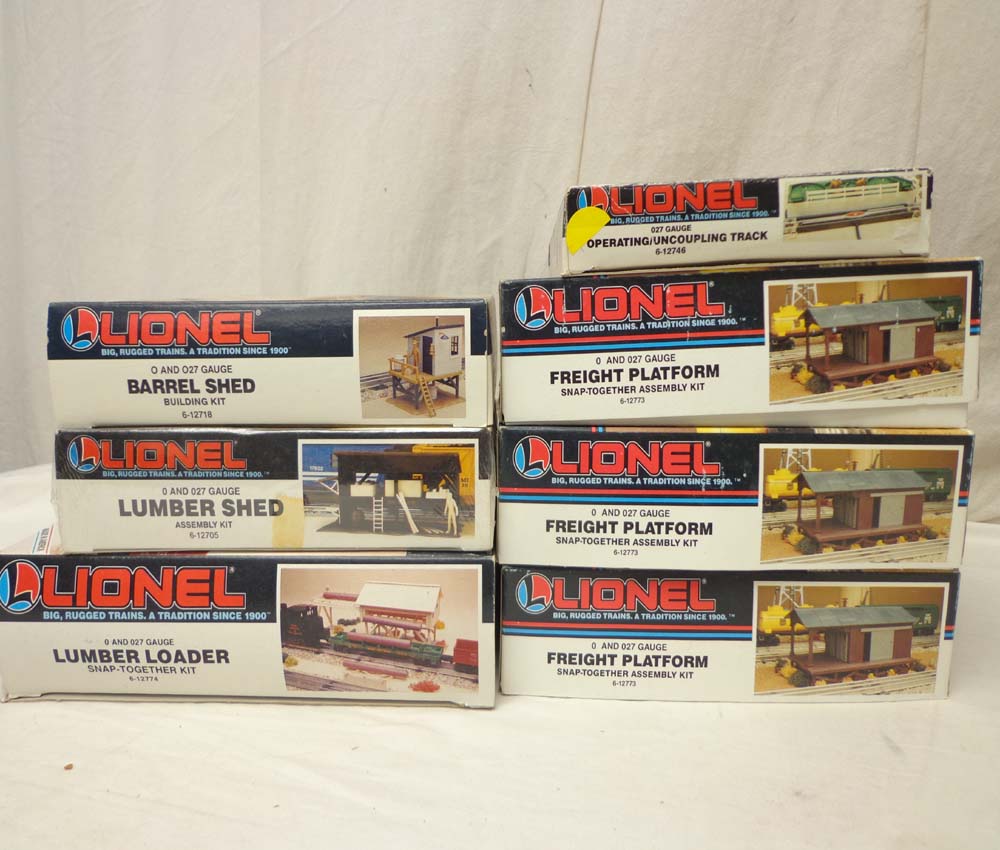 LIONEL
BIG, RUGGED TRAINS. A TRADITION SINCE 1900
O AND O27 GAUGE
BARREL SHED
BUILDING KIT
6-12718
LIONEL
BIG, RUGGED TRAINS. A TRADITION SINCE 1900.™
O AND 027 GAUGE
LUMBER SHED
ASSEMBLY KIT
6-12705
LIONEL
BIG, RUGGED TRAINS. A TRADITION SINCE 1900
O AND 027 GAUGE
LUMBER LOADER
SNAP-TOGETHER KIT
6-12774
LIONEL
BIG, RUGGED TRAINS. A TRADITION SINCE 1900.™
027 GAUGE
OPERATING/UNCOUPLING TRACK
6-12746
LIONEL
BIG, RUGGED TRAINS. A TRADITION SINCE 1900.™
O AND 027 GAUGE
FREIGHT PLATFORM
SNAP-TOGETHER ASSEMBLY KIT
6-12773
LIONEL
BIG, RUGGED TRAINS. A TRADITION SINCE 1900.™
O AND 027 GAUGE
FREIGHT PLATFORM
SNAP-TOGETHER ASSEMBLY KIT
6-12773
LIONEL
BIG, RUGGED TRAINS. A TRADITION SINCE 1900.™
O AND 027 GAUGE
FREIGHT PLATFORM
SNAP-TOGETHER ASSEMBLY KIT
6-12773